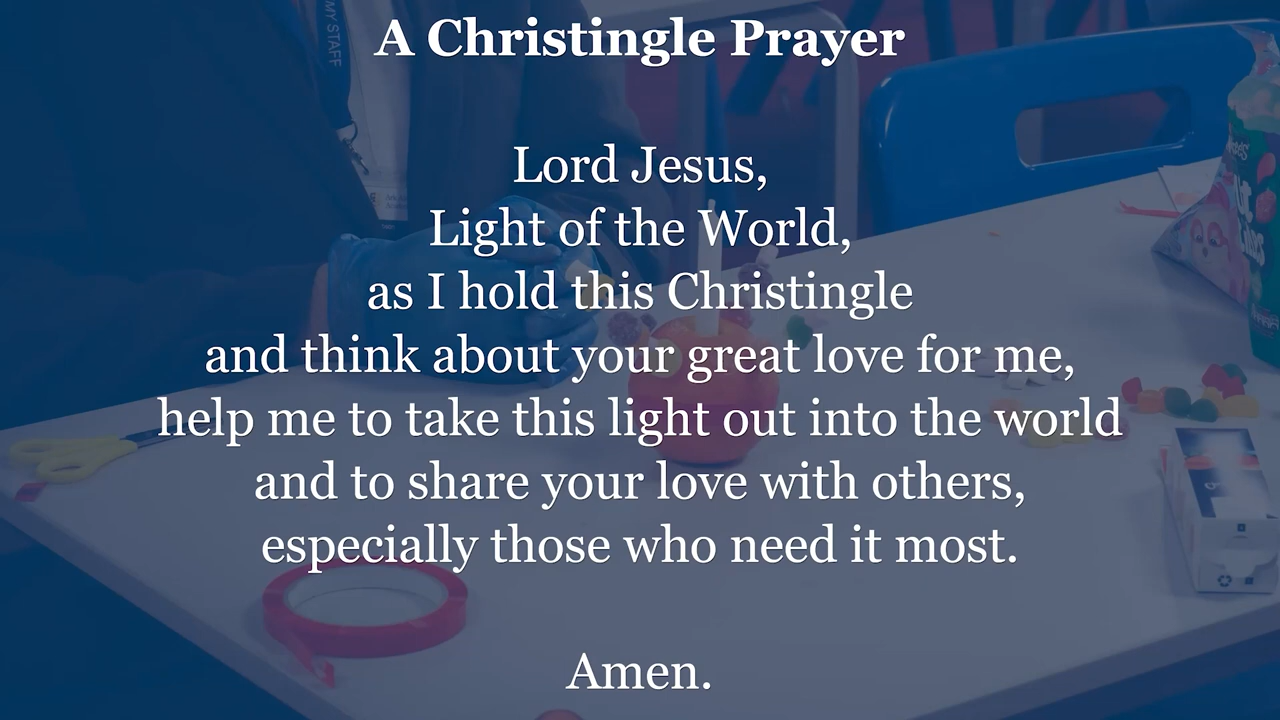 A Christingle Prayer
Lord Jesus,
Light of the World,
as I hold this Christingle
and think about your great love for me,
help me to take this light out into the world
and to share your love with others,
especially those who need it most.
Amen.
MY STAFF